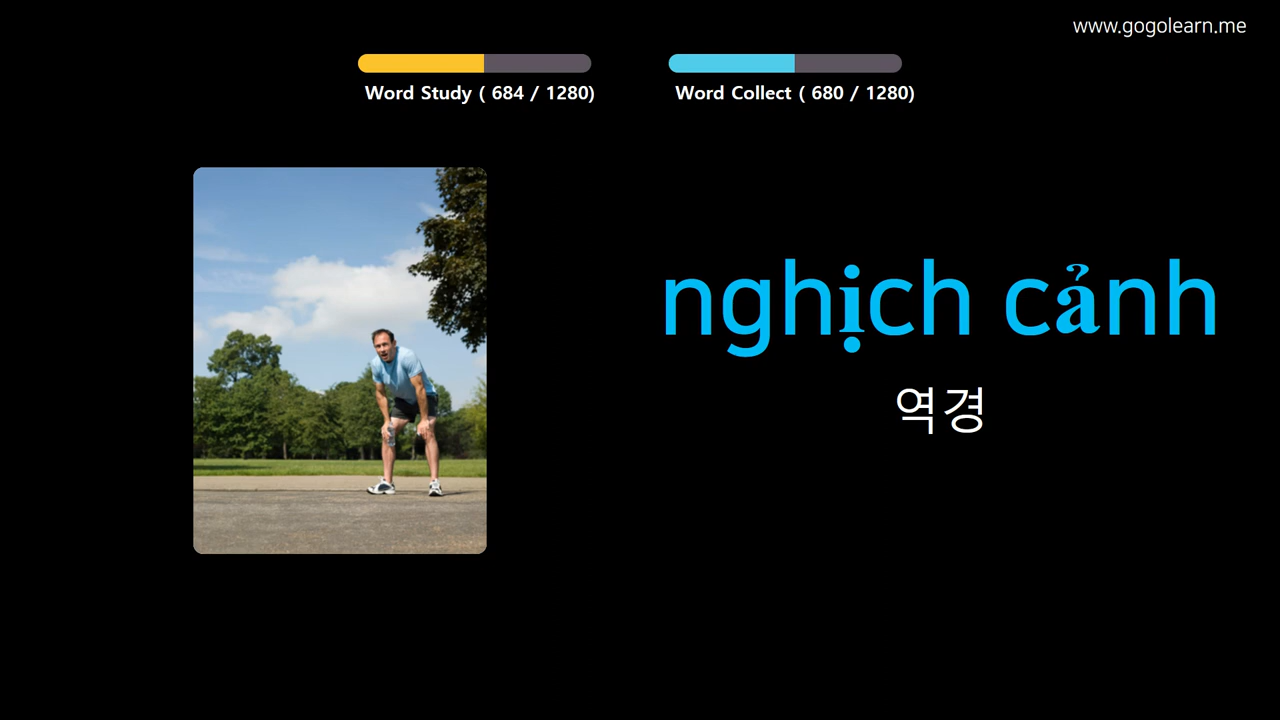 www.gogolearn.me
Word Study ( 684 / 1280)
Word Collect ( 680 / 1280)
nghịch cảnh
역경